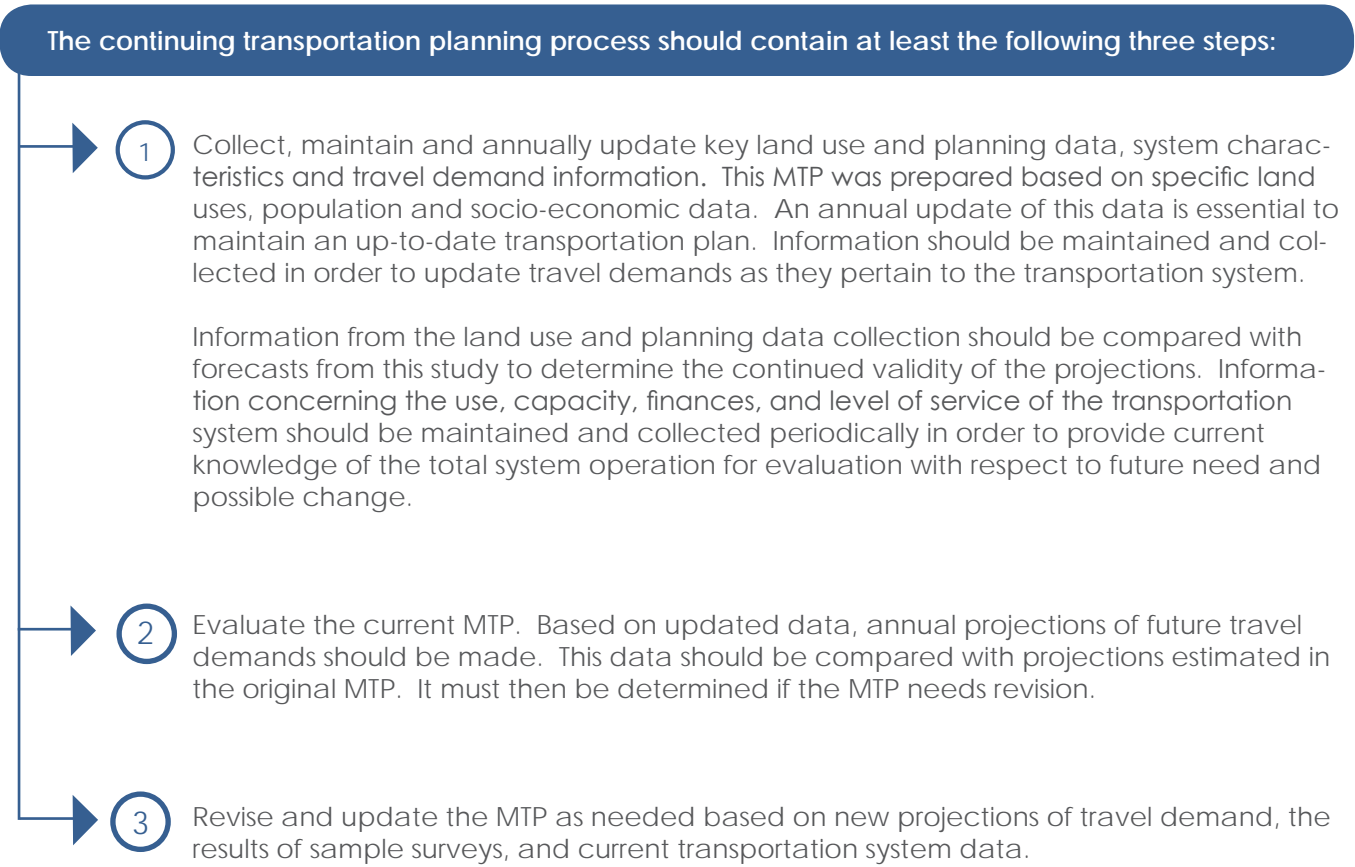 The continuing transportation planning process should contain at least the following three steps:
1
Collect, maintain and annually update key land use and planning data, system charac-
teristics and travel demand information. This MTP was prepared based on specific land
uses, population and socio-economic data. An annual update of this data is essential to
maintain an up-to-date transportation plan. Information should be maintained and col-
lected in order to update travel demands as they pertain to the transportation system.
Information from the land use and planning data collection should be compared with
forecasts from this study to determine the continued validity of the projections. Informa-
tion concerning the use, capacity, finances, and level of service of the transportation
system should be maintained and collected periodically in order to provide current
knowledge of the total system operation for evaluation with respect to future need and
possible change.
2
Evaluate the current MTP. Based on updated data, annual projections of future travel
demands should be made. This data should be compared with projections estimated in
the original MTP. It must then be determined if the MTP needs revision.
3
Revise and update the MTP as needed based on new projections of travel demand, the
results of sample surveys, and current transportation system data.